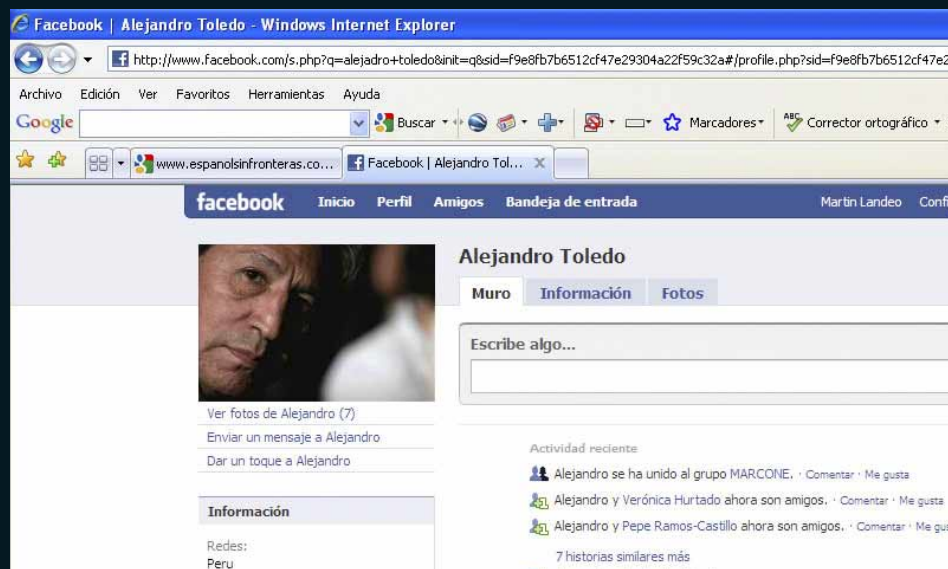 Facebook | Alejandro Toledo - Windows Internet Explorer
http://www.facebook.com/s.php?q=alejadro+toledo&init=q&sid=f9e8fb7b6512cf47e29304a22f59c32a#/profile.php?sid=f9e8fb7b6512cf47e2
Archivo Edición Ver Favoritos Herramientas Ayuda
Google Buscar Marcadores ABC Corrector ortográfico
www.espanolsinfronteras.co... Facebook | Alejandro Tol... X
facebook Inicio Perfil Amigos Bandeja de entrada Martin Landeo Confi
Alejandro Toledo
Muro Información Fotos
Escribe algo...
Ver fotos de Alejandro (7)
Enviar un mensaje a Alejandro
Dar un toque a Alejandro
Actividad reciente
Alejandro se ha unido al grupo MARCONE. · Comentar · Me gusta
Alejandro y Verónica Hurtado ahora son amigos. · Comentar · Me gusta
Alejandro y Pepe Ramos-Castillo ahora son amigos. · Comentar · Me gus
7 historias similares más
Información
Redes:
Peru